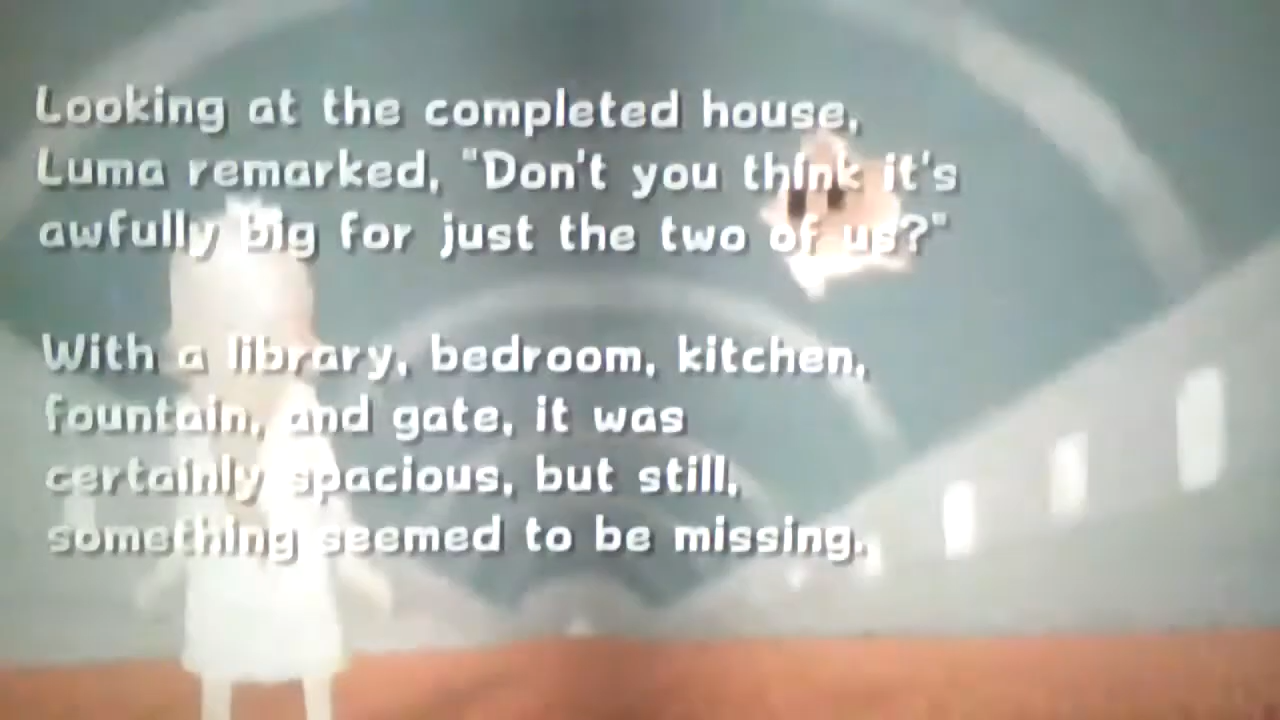 Looking at the completed house,
Luma remarked, "Don't you think it's
awfully big for just the two of us?"
With a library, bedroom, kitchen,
fountain, and gate, it was
certainly spacious, but still,
something seemed to be missing.